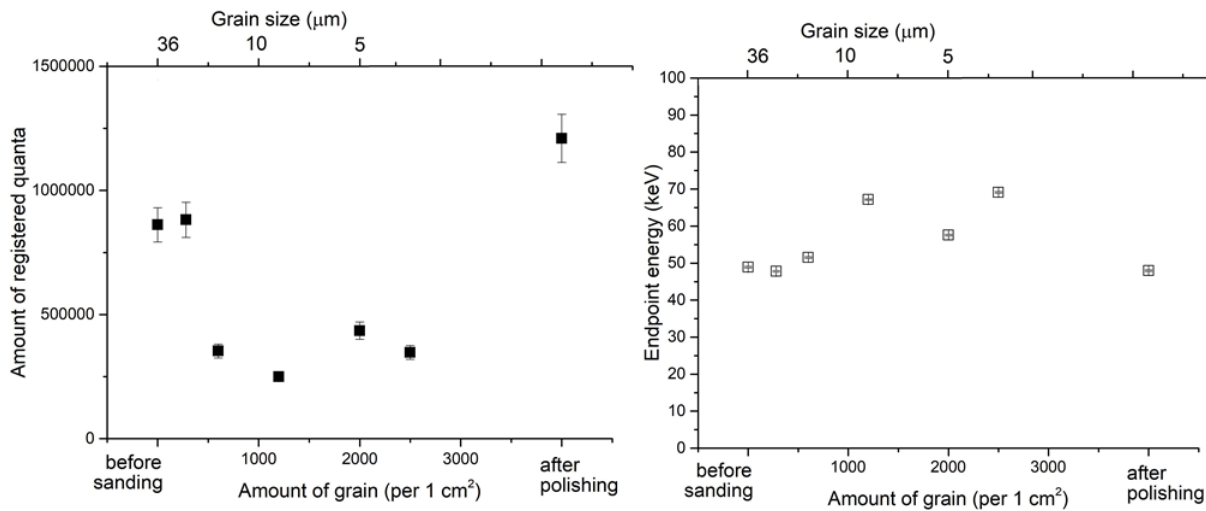 Grain size (μm)
36 10 5
1500000
1000000
500000
0
Amount of registered quanta
before sanding
1000 2000 3000
after polishing
Amount of grain (per 1 cm²)
Grain size (μm)
36 10 5
100
90
80
70
60
50
40
30
20
10
0
Endpoint energy (keV)
before sanding
1000 2000 3000
after polishing
Amount of grain (per 1 cm²)